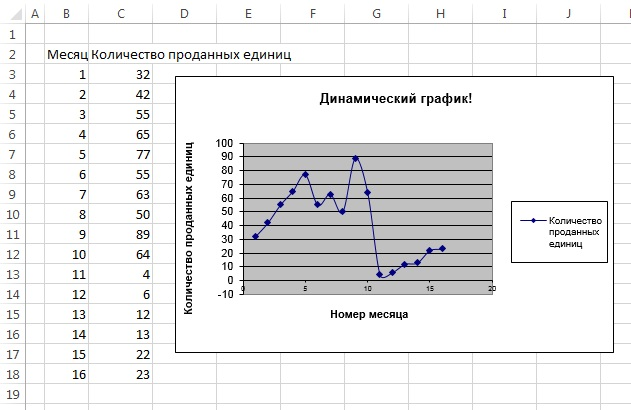 A B C D E F G H I J
1
2 Месяц Количество проданных единиц
3 1 32
4 2 42
5 3 55
6 4 65
7 5 77
8 6 55
9 7 63
10 8 50
11 9 89
12 10 64
13 11 4
14 12 6
15 13 12
16 14 13
17 15 22
18 16 23
19
Динамический график!
Количество проданных единиц
100
90
80
70
60
50
40
30
20
10
0
-10
0 5 10 15 20
Номер месяца
Количество
проданных
единиц